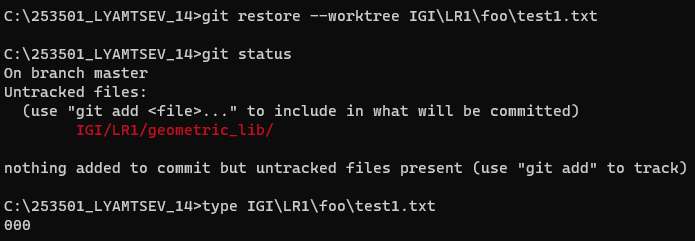 C:\253501_LYAMTSEV_14>git restore --worktree IGI\LR1\foo\test1.txt
C:\253501_LYAMTSEV_14>git status
On branch master
Untracked files:
  (use "git add <file>..." to include in what will be committed)
        IGI/LR1/geometric_lib/
nothing added to commit but untracked files present (use "git add" to track)
C:\253501_LYAMTSEV_14>type IGI\LR1\foo\test1.txt
000